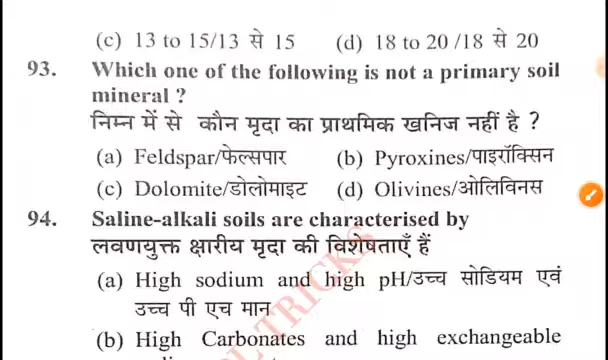 (c) 13 to 15/13 से 15 (d) 18 to 20 /18 से 20
93. Which one of the following is not a primary soil
mineral ?
निम्न में से कौन मृदा का प्राथमिक खनिज नहीं है ?
(a) Feldspar/फेल्सपार (b) Pyroxines/पाइरॉक्सिन
(c) Dolomite/डोलोमाइट (d) Olivines/ओलिविनस
94. Saline-alkali soils are characterised by
लवणयुक्त क्षारीय मृदा की विशेषताएँ हैं
(a) High sodium and high pH/उच्च सोडियम एवं
उच्च पी एच मान
(b) High Carbonates and high exchangeable